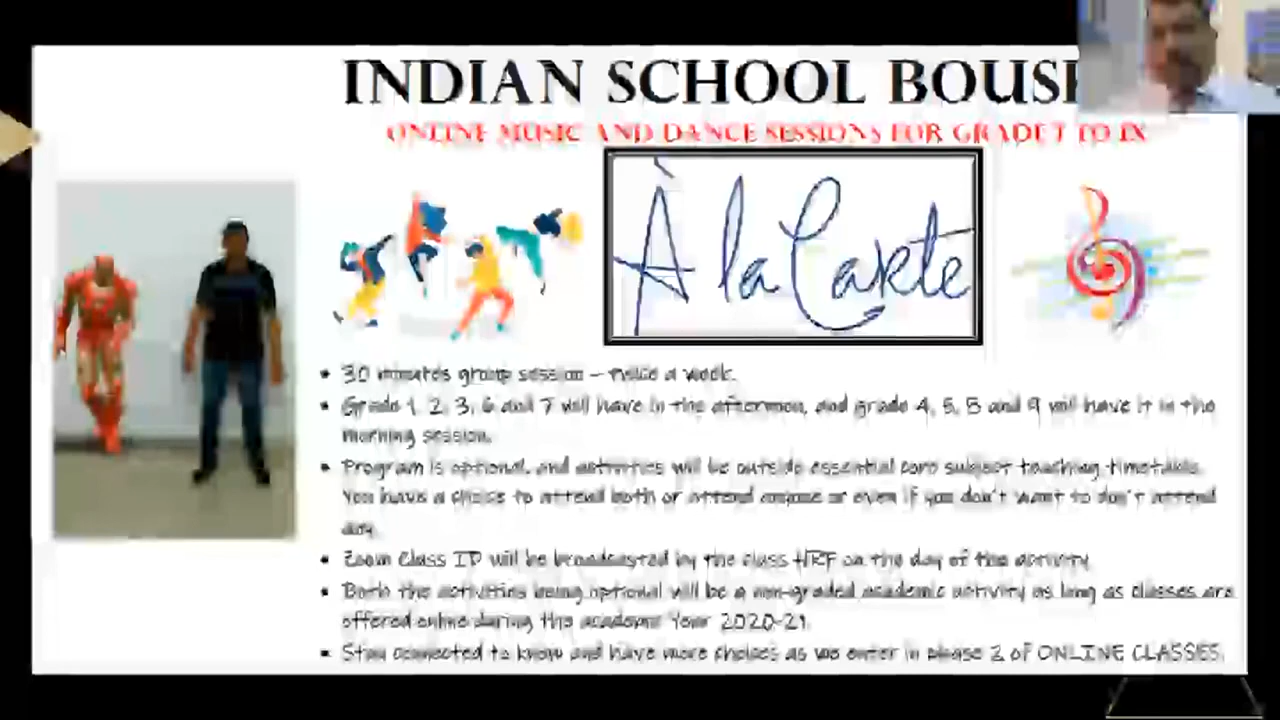 INDIAN SCHOOL
ONLINE MUSIC AND DANCE SESSIONS FOR GRADE 1 TO IX
À la Carte
• 30 minutes group session – twice a week.
• Grade 1, 2, 3, 6 and 7 will have in the afternoon, and grade 4, 5, and 9 will have it in the
morning session.
• Program is optional, and activities will be outside essential core subject teaching timetable.
You have a choice to attend both or attend or even if you don't want to don't attend
any.
• Zoom Class ID will be broadcasted by the class on the day of the activity
• Both the activities being optional will be a non-graded academic activity as long as classes are
offered online during the academic Year 2020-21.
• Stay connected to know and have more choices as we enter in phase 2 of ONLINE CLASSES.